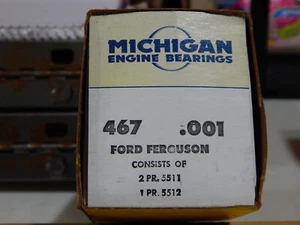 MICHIGAN
ENGINE BEARINGS
467 .001
FORD FERGUSON
CONSISTS OF
2 PR. 5511
1 PR. 5512